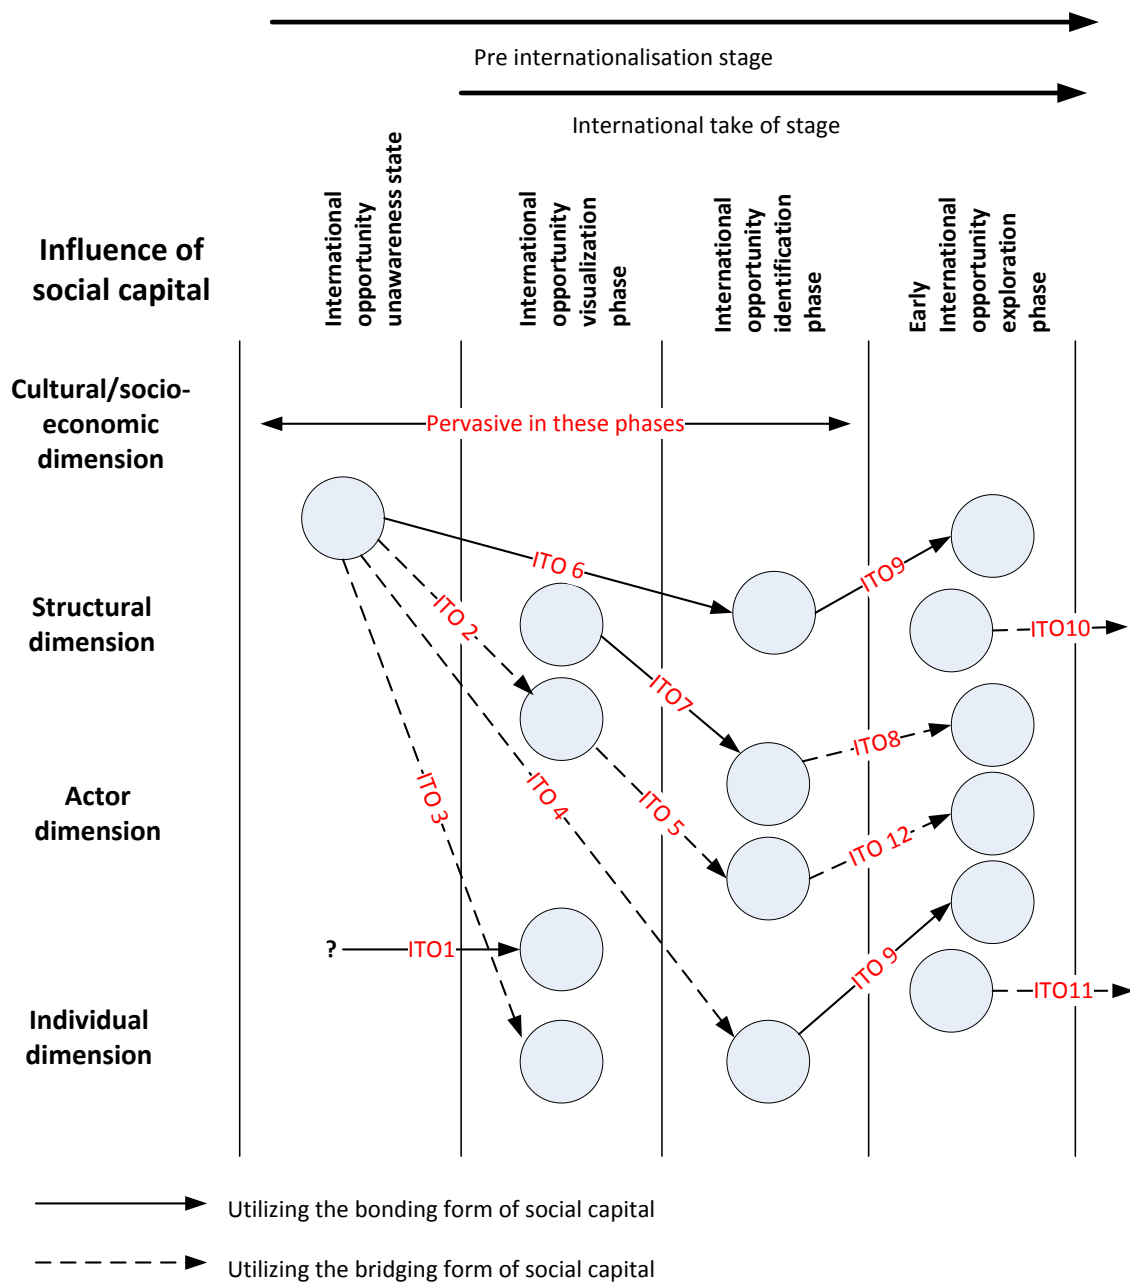 Pre internationalisation stage
International take of stage
Influence of
social capital
International
opportunity
unawareness state
International
opportunity
visualization
phase
International
opportunity
identification
phase
Early
International
opportunity
exploration
phase
Cultural/socio-
economic
dimension
Pervasive in these phases
ITO 6
ITO9
ITO 2
Structural
dimension
ITO10
ITO7
ITO8
ITO 3
ITO 4
ITO 5
Actor
dimension
ITO 12
?
ITO1
ITO 9
ITO11
Individual
dimension
Utilizing the bonding form of social capital
Utilizing the bridging form of social capital